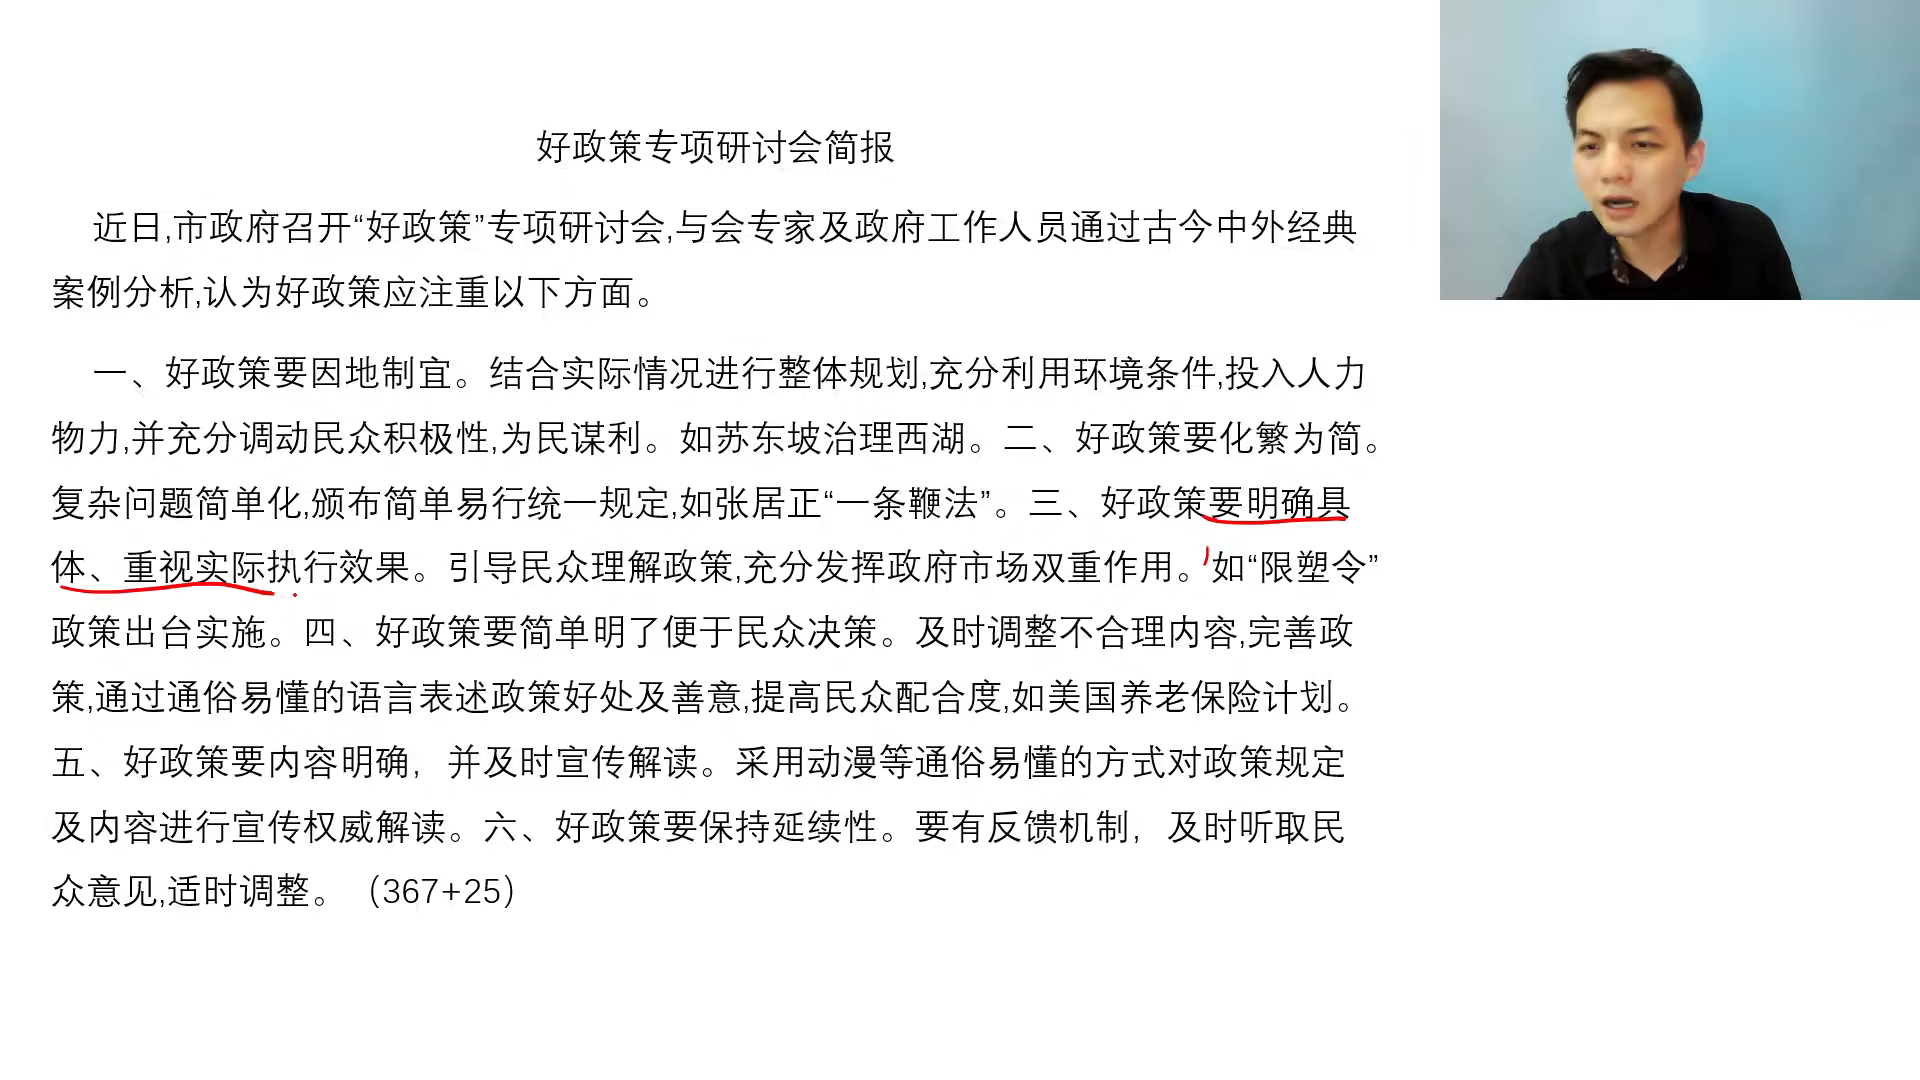 好政策专项研讨会简报
近日,市政府召开“好政策”专项研讨会,与会专家及政府工作人员通过古今中外经典
案例分析,认为好政策应注重以下方面。
一、好政策要因地制宜。结合实际情况进行整体规划,充分利用环境条件,投入人力
物力,并充分调动民众积极性,为民谋利。如苏东坡治理西湖。二、好政策要化繁为简。
复杂问题简单化,颁布简单易行统一规定,如张居正“一条鞭法”。三、好政策要明确具
体、重视实际执行效果。引导民众理解政策,充分发挥政府市场双重作用。如“限塑令”
政策出台实施。四、好政策要简单明了便于民众决策。及时调整不合理内容,完善政
策,通过通俗易懂的语言表述政策好处及善意,提高民众配合度,如美国养老保险计划。
五、好政策要内容明确，并及时宣传解读。采用动漫等通俗易懂的方式对政策规定
及内容进行宣传权威解读。六、好政策要保持延续性。要有反馈机制，及时听取民
众意见,适时调整。（367+25）